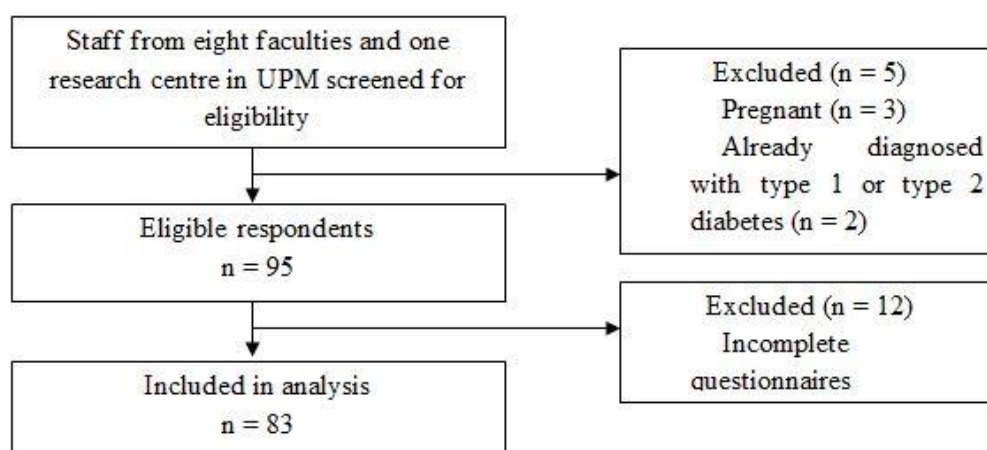 Staff from eight faculties and one
research centre in UPM screened for
eligibility
Excluded (n = 5)
Pregnant (n = 3)
Already diagnosed
with type 1 or type 2
diabetes (n = 2)
Eligible respondents
n = 95
Excluded (n = 12)
Incomplete
questionnaires
Included in analysis
n = 83